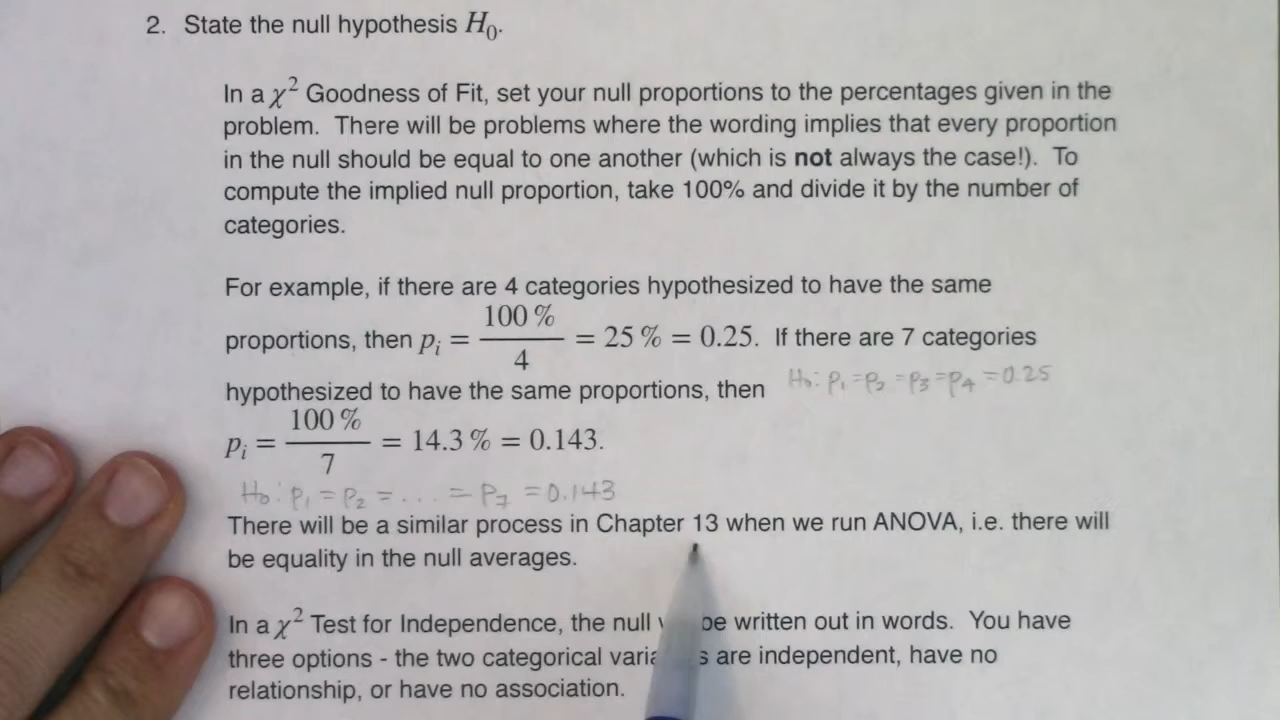 2. State the null hypothesis H₀.
In a χ² Goodness of Fit, set your null proportions to the percentages given in the
problem. There will be problems where the wording implies that every proportion
in the null should be equal to one another (which is not always the case!). To
compute the implied null proportion, take 100% and divide it by the number of
categories.
For example, if there are 4 categories hypothesized to have the same
proportions, then pᵢ = 100 % / 4 = 25 % = 0.25. If there are 7 categories
hypothesized to have the same proportions, then H₀: p₁ = p₂ = p₃ = p₄ = 0.25
pᵢ = 100 % / 7 = 14.3 % = 0.143.
H₀: p₁ = p₂ = ... = p₇ = 0.143
There will be a similar process in Chapter 13 when we run ANOVA, i.e. there will
be equality in the null averages.
In a χ² Test for Independence, the null be written out in words. You have
three options - the two categorical are independent, have no
relationship, or have no association.